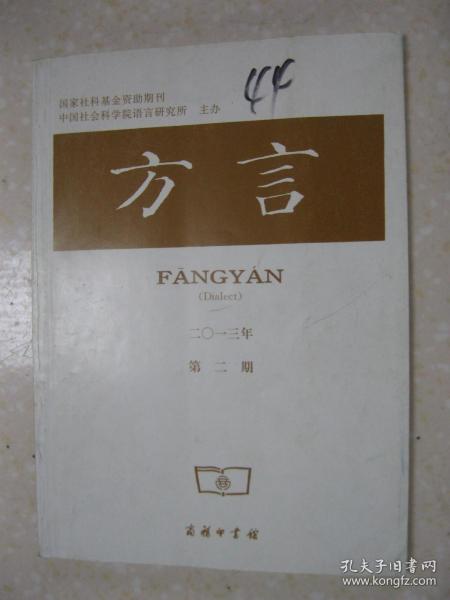 国家社科基金资助期刊
中国社会科学院语言研究所 主办
44
方言
FĀNGYÁN
(Dialect)
二〇一三年
第二期
商務印書館
孔夫子旧书网
www.kongfz.com